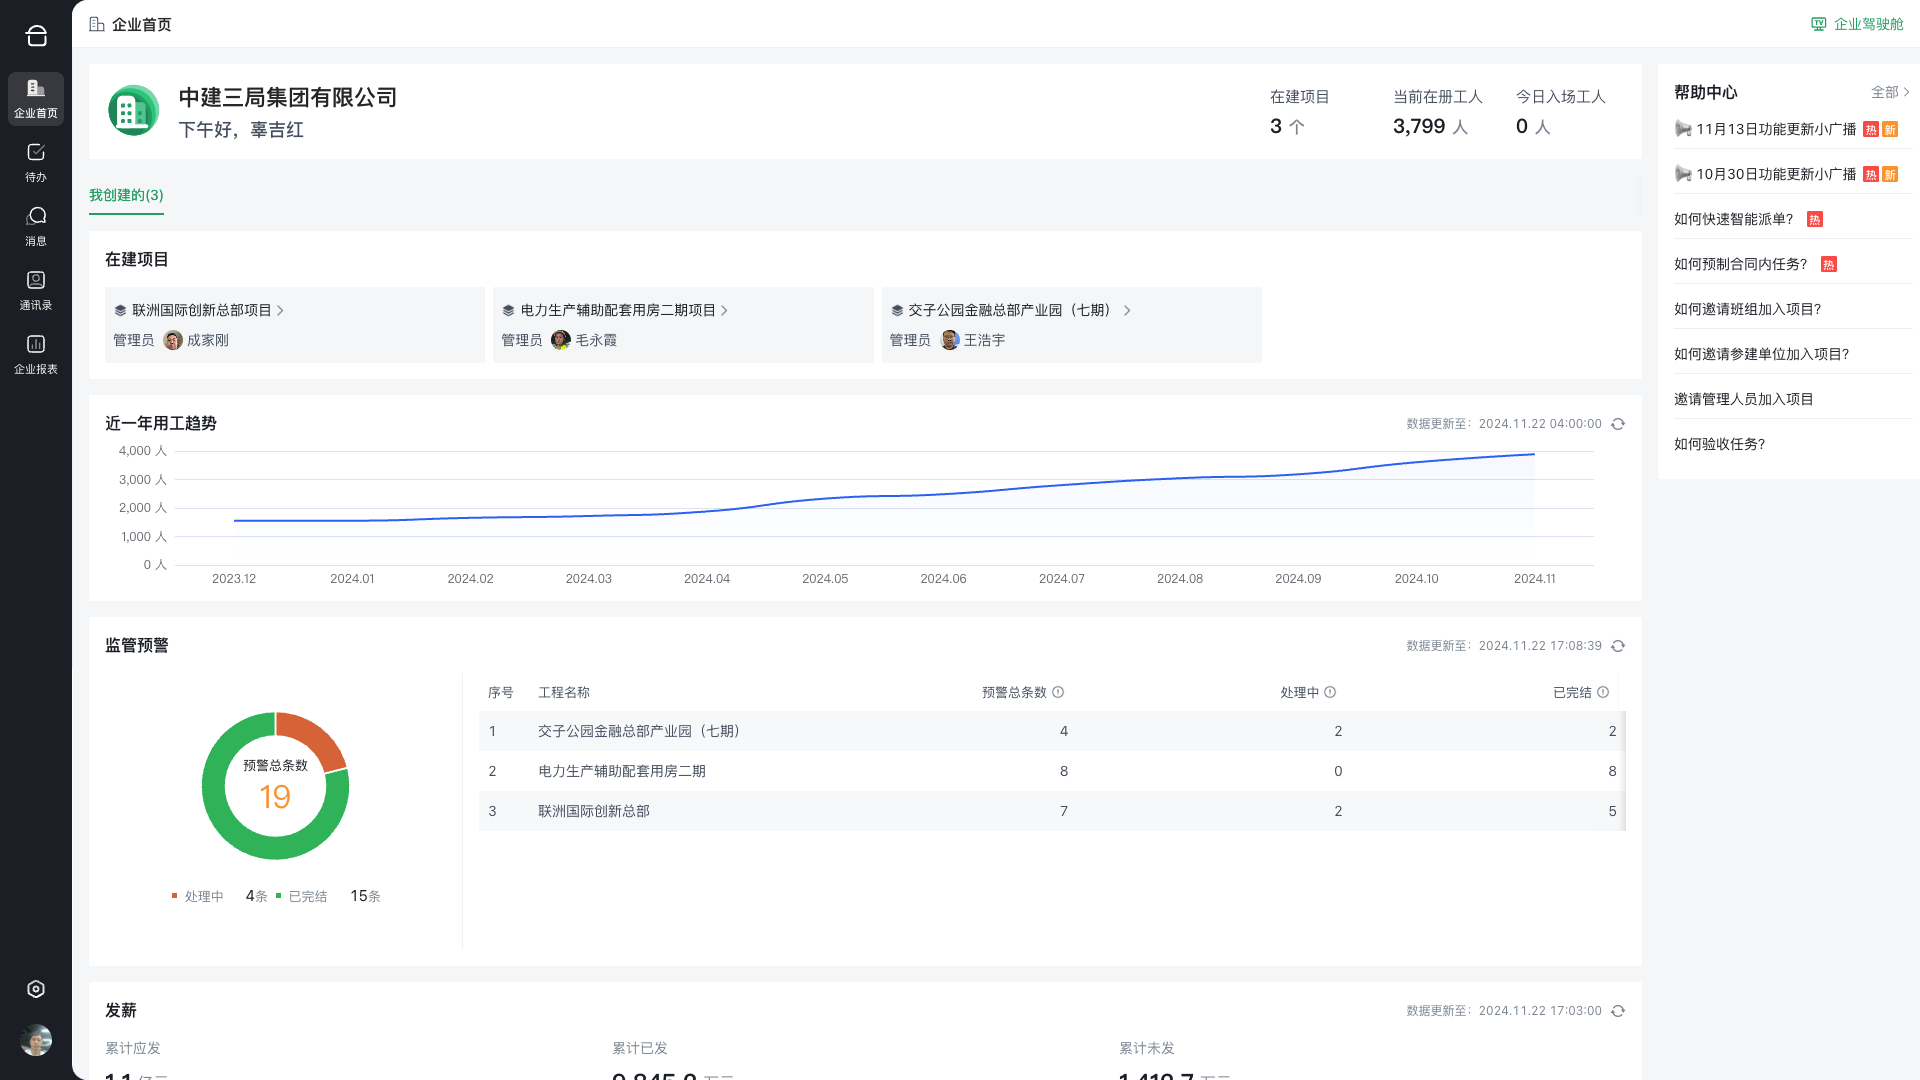 企业首页
企业驾驶舱
企业首页
待办
消息
通讯录
企业报表
中建三局集团有限公司
下午好，辜吉红
在建项目
3 个
当前在册工人
3,799 人
今日入场工人
0 人
我创建的(3)
在建项目
联洲国际创新总部项目
管理员 成家刚
电力生产辅助配套用房二期项目
管理员 毛永霞
交子公园金融总部产业园（七期）
管理员 王浩宇
近一年用工趋势
数据更新至：2024.11.22 04:00:00
4,000 人
3,000 人
2,000 人
1,000 人
0 人
2023.12 2024.01 2024.02 2024.03 2024.04 2024.05 2024.06 2024.07 2024.08 2024.09 2024.10 2024.11
监管预警
数据更新至：2024.11.22 17:08:39
预警总条数
19
处理中 4条 已完结 15条
序号 工程名称 预警总条数 处理中 已完结
1 交子公园金融总部产业园（七期） 4 2 2
2 电力生产辅助配套用房二期 8 0 8
3 联洲国际创新总部 7 2 5
发薪
数据更新至：2024.11.22 17:03:00
累计应发 累计已发 累计未发
帮助中心 全部
11月13日功能更新小广播 热 新
10月30日功能更新小广播 热 新
如何快速智能派单? 热
如何预制合同内任务? 热
如何邀请班组加入项目?
如何邀请参建单位加入项目?
邀请管理人员加入项目
如何验收任务?